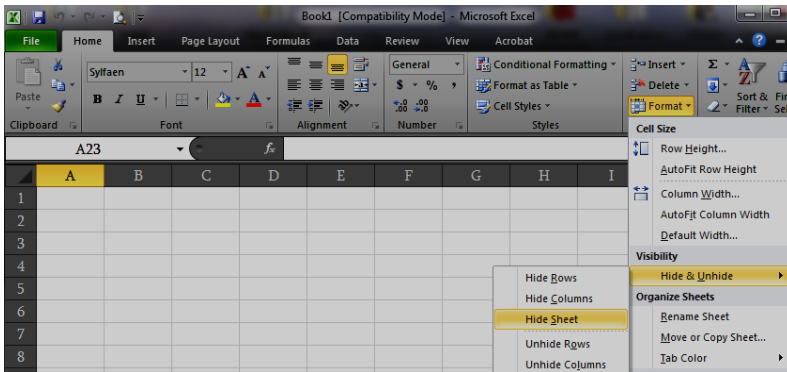 Book1 [Compatibility Mode] - Microsoft Excel
File Home Insert Page Layout Formulas Data Review View Acrobat
Paste
Sylfaen 12 A A
B I U A
General
$ % ,
.0 .00 .00 .0
Conditional Formatting
Format as Table
Cell Styles
Insert
Delete
Format
Σ
Sort &
Filter
Clipboard Font Alignment Number Styles
A23 fx
A B C D E F G H I
1
2
3
4
5
6
7
8
Cell Size
Row Height...
AutoFit Row Height
Column Width...
AutoFit Column Width
Default Width...
Visibility
Hide & Unhide
Organize Sheets
Rename Sheet
Move or Copy Sheet...
Tab Color
Hide Rows
Hide Columns
Hide Sheet
Unhide Rows
Unhide Columns